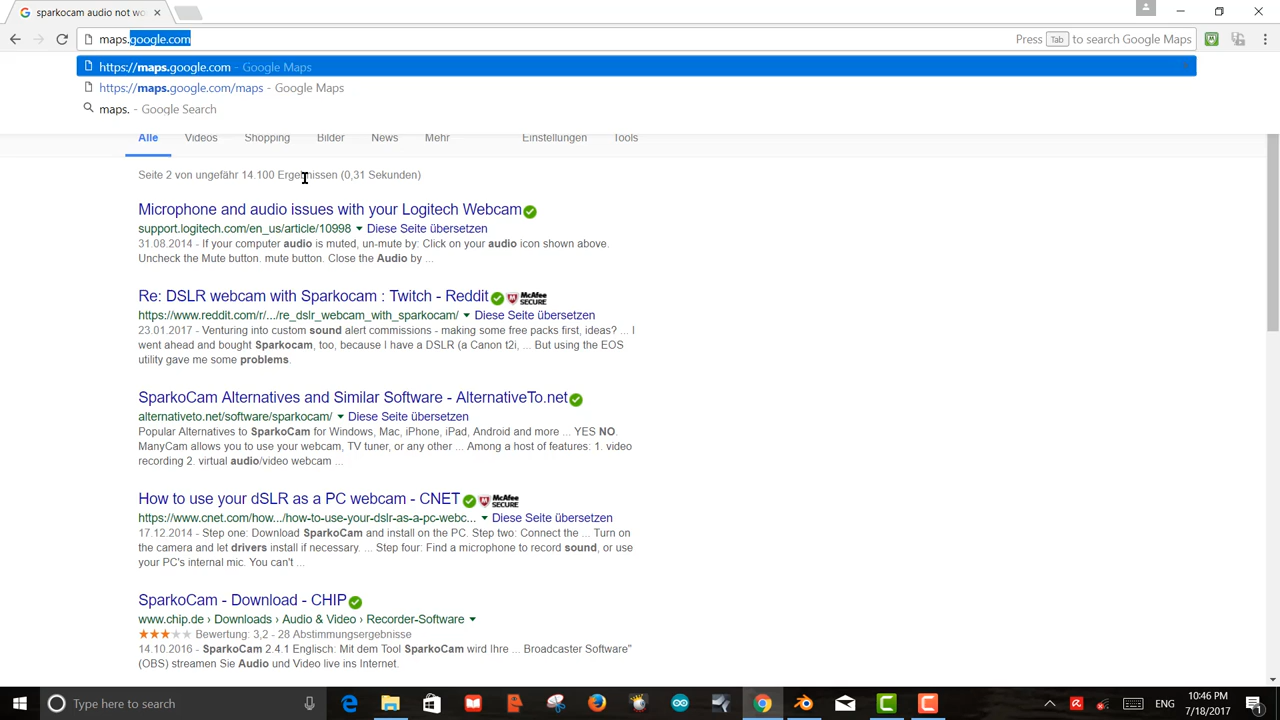 sparkocam audio not wo
maps.google.com
Press Tab to search Google Maps
https://maps.google.com - Google Maps
https://maps.google.com/maps - Google Maps
maps. - Google Search
Alle Videos Shopping Bilder News Mehr Einstellungen Tools
Seite 2 von ungefähr 14.100 Ergebnissen (0,31 Sekunden)
Microphone and audio issues with your Logitech Webcam
support.logitech.com/en_us/article/10998 Diese Seite übersetzen
31.08.2014 - If your computer audio is muted, un-mute by: Click on your audio icon shown above.
Uncheck the Mute button. mute button. Close the Audio by ...
Re: DSLR webcam with Sparkocam : Twitch - Reddit McAfee SECURE
https://www.reddit.com/r/.../re_dslr_webcam_with_sparkocam/ Diese Seite übersetzen
23.01.2017 - Venturing into custom sound alert commissions - making some free packs first, ideas? ... I
went ahead and bought Sparkocam, too, because I have a DSLR (a Canon t2i, ... But using the EOS
utility gave me some problems.
SparkoCam Alternatives and Similar Software - AlternativeTo.net
alternativeto.net/software/sparkocam/ Diese Seite übersetzen
Popular Alternatives to SparkoCam for Windows, Mac, iPhone, iPad, Android and more ... YES NO.
ManyCam allows you to use your webcam, TV tuner, or any other ... Among a host of features: 1. video
recording 2. virtual audio/video webcam ...
How to use your dSLR as a PC webcam - CNET McAfee SECURE
https://www.cnet.com/how.../how-to-use-your-dslr-as-a-pc-webc... Diese Seite übersetzen
17.12.2014 - Step one: Download SparkoCam and install on the PC. Step two: Connect the ... Turn on
the camera and let drivers install if necessary. ... Step four: Find a microphone to record sound, or use
your PC's internal mic. You can't ...
SparkoCam - Download - CHIP
www.chip.de › Downloads › Audio & Video › Recorder-Software
Bewertung: 3,2 - 28 Abstimmungsergebnisse
14.10.2016 - SparkoCam 2.4.1 Englisch: Mit dem Tool SparkoCam wird Ihre ... Broadcaster Software"
(OBS) streamen Sie Audio und Video live ins Internet.
Type here to search
ENG
10:46 PM
7/18/2017